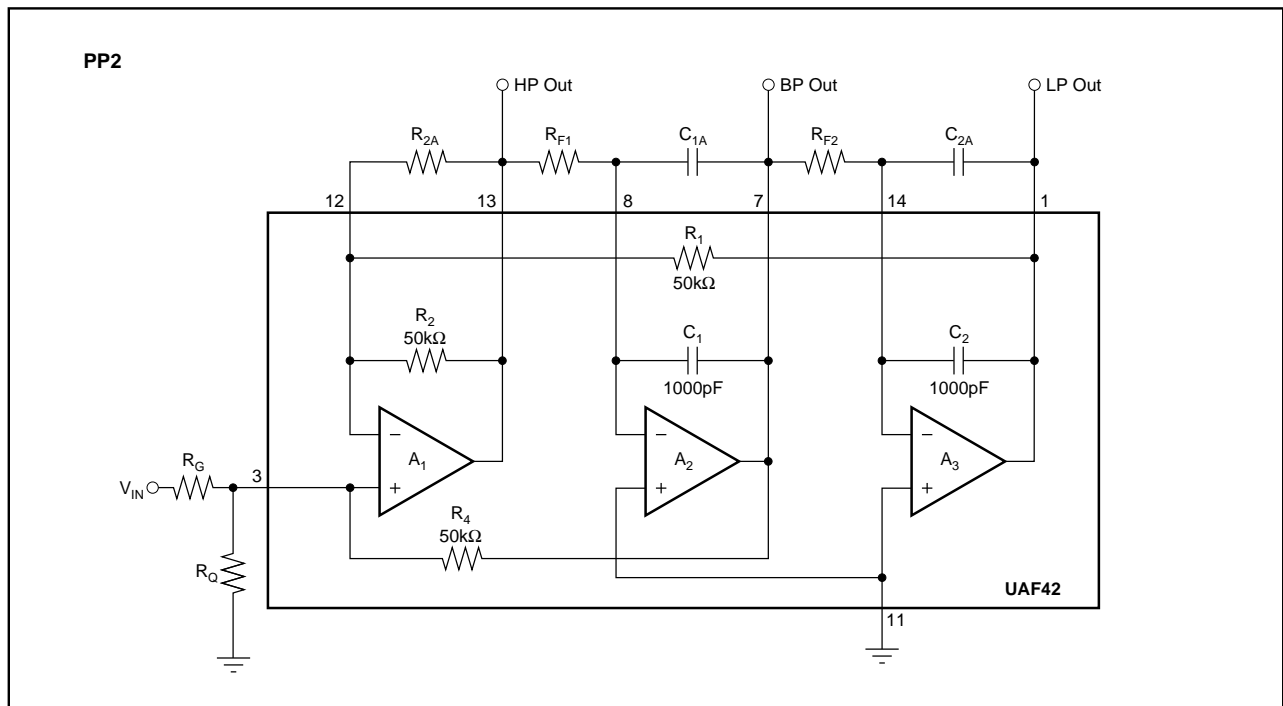 PP2
HP Out
BP Out
LP Out
R2A
RF1
C1A
RF2
C2A
12
13
8
7
14
1
R1
50kΩ
R2
50kΩ
C1
1000pF
C2
1000pF
A1
−
+
A2
−
+
A3
−
+
RG
3
VIN
R4
50kΩ
RQ
UAF42
11